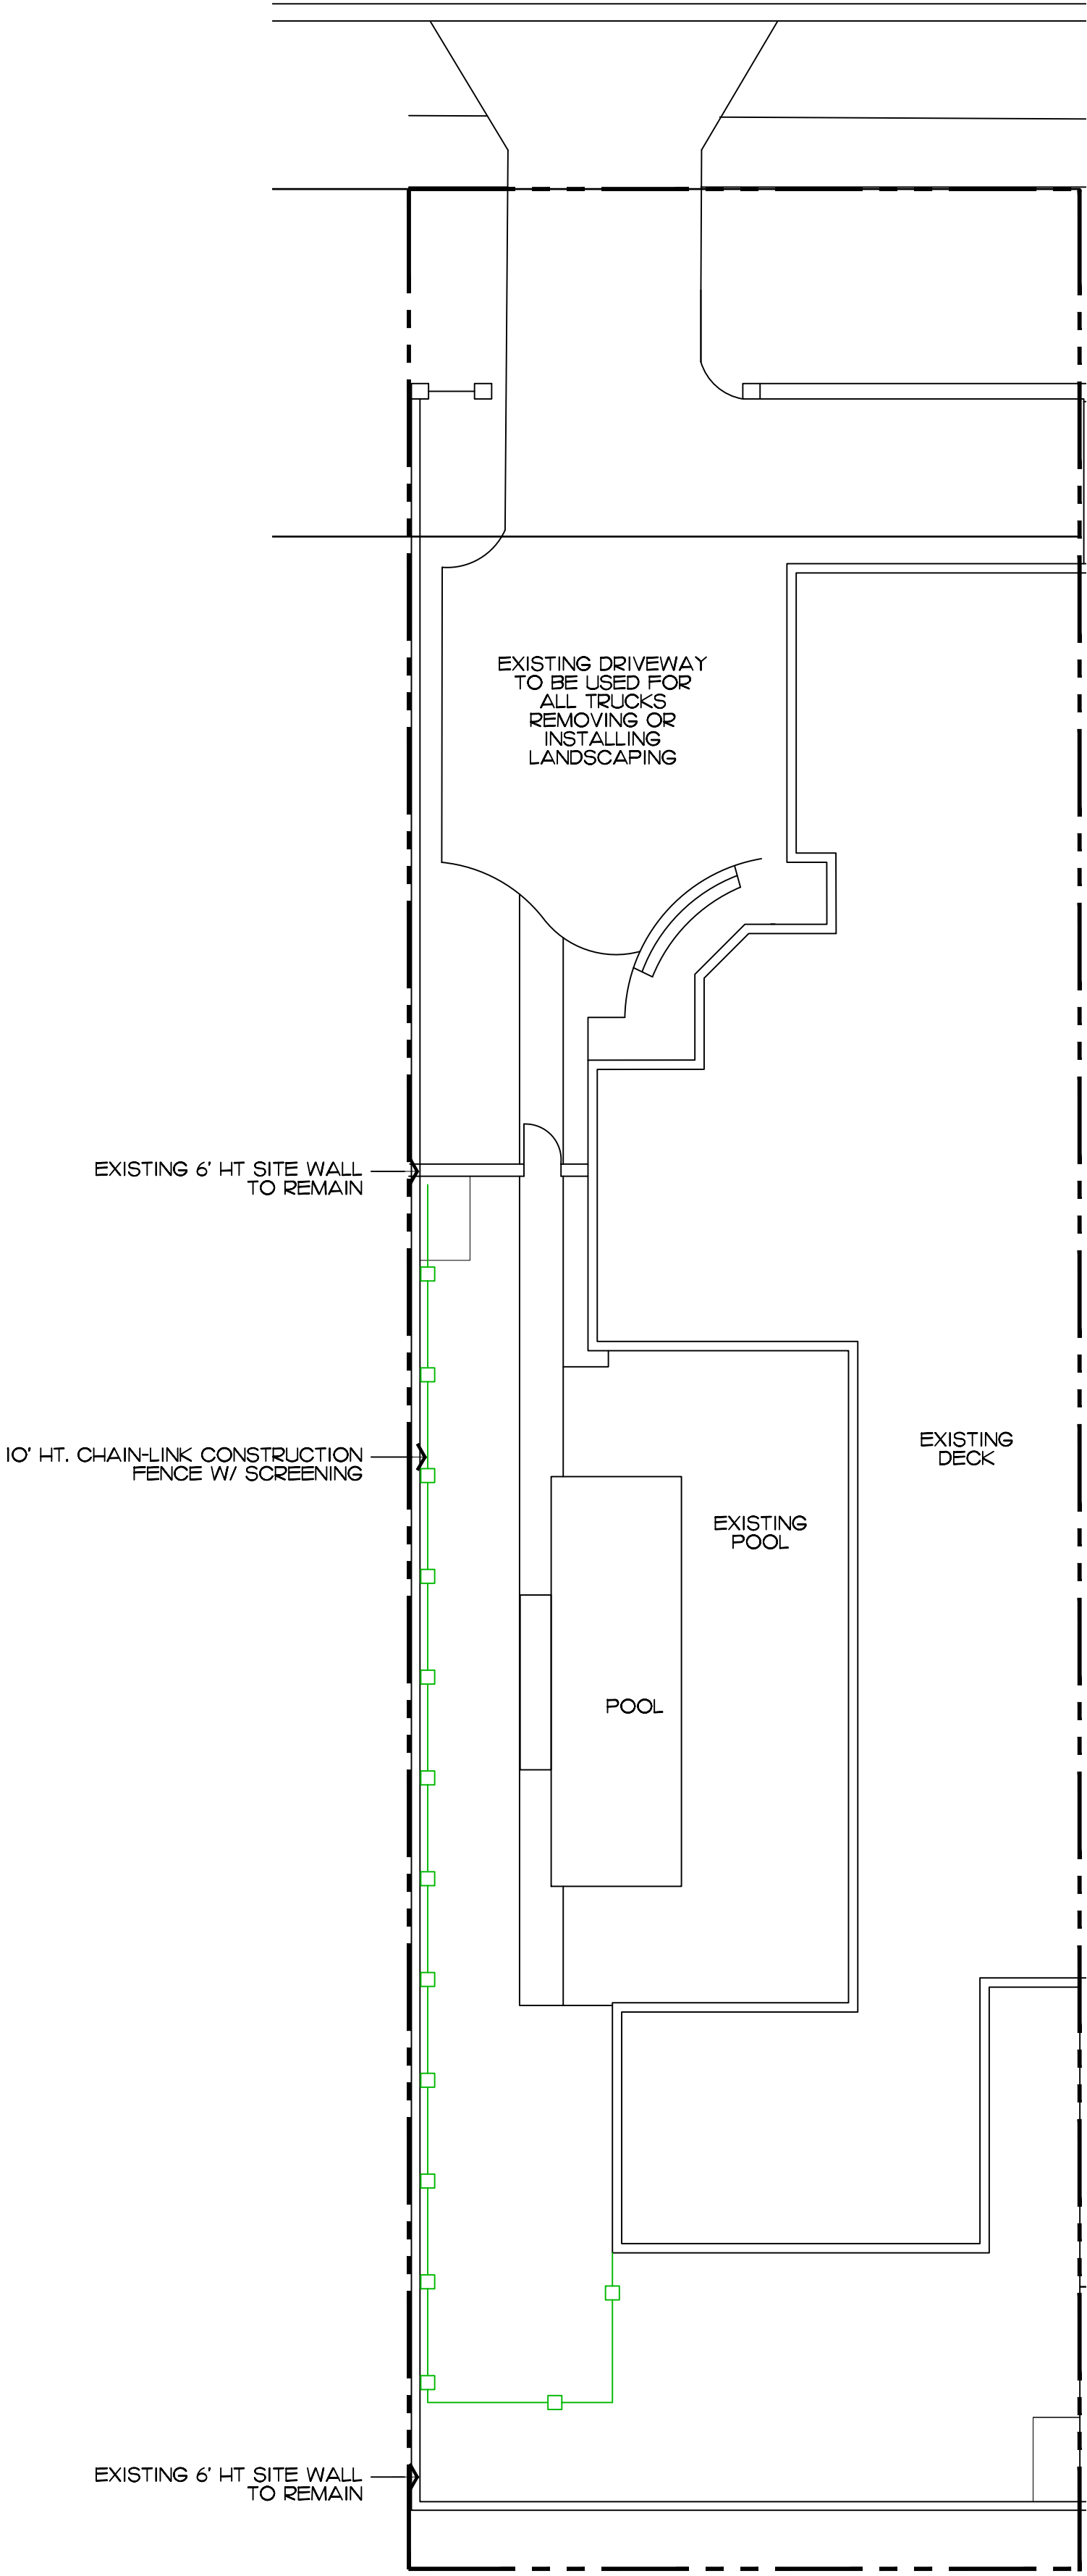 EXISTING DRIVEWAY
TO BE USED FOR
ALL TRUCKS
REMOVING OR
INSTALLING
LANDSCAPING
EXISTING 6' HT SITE WALL
TO REMAIN
10' HT. CHAIN-LINK CONSTRUCTION
FENCE W/ SCREENING
EXISTING
DECK
EXISTING
POOL
POOL
EXISTING 6' HT SITE WALL
TO REMAIN